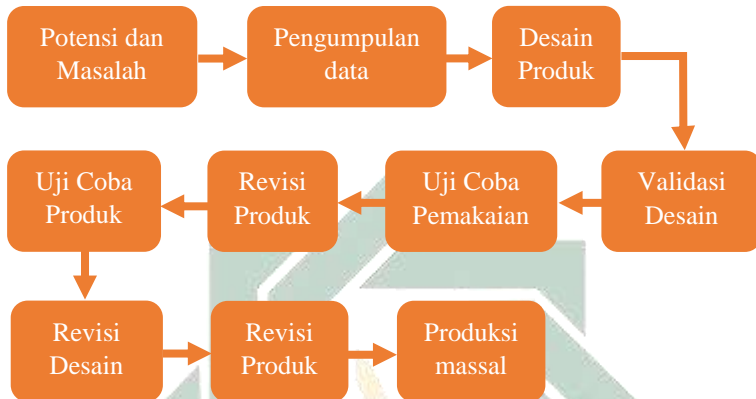 Potensi dan
Masalah
Pengumpulan
data
Desain
Produk
Validasi
Desain
Uji Coba
Pemakaian
Revisi
Produk
Uji Coba
Produk
Revisi
Desain
Revisi
Produk
Produksi
massal